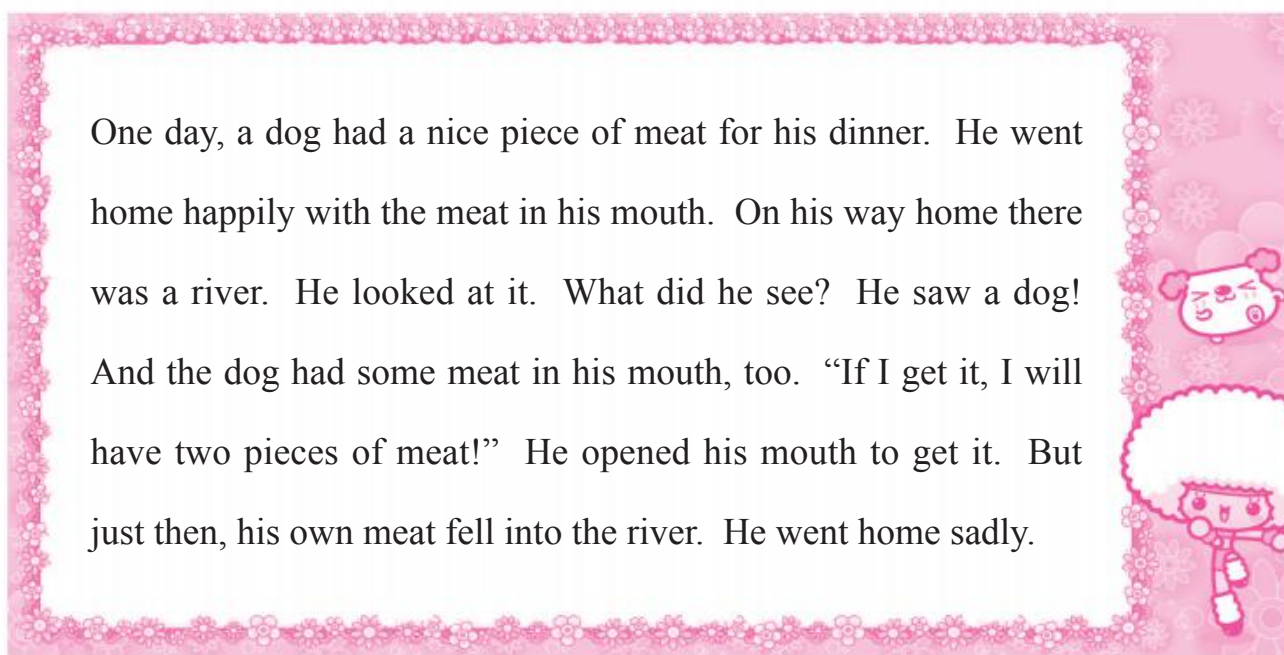 One day, a dog had a nice piece of meat for his dinner.  He went
home happily with the meat in his mouth.  On his way home there
was a river.  He looked at it.  What did he see?  He saw a dog!
And the dog had some meat in his mouth, too.  “If I get it, I will
have two pieces of meat!”  He opened his mouth to get it.  But
just then, his own meat fell into the river.  He went home sadly.